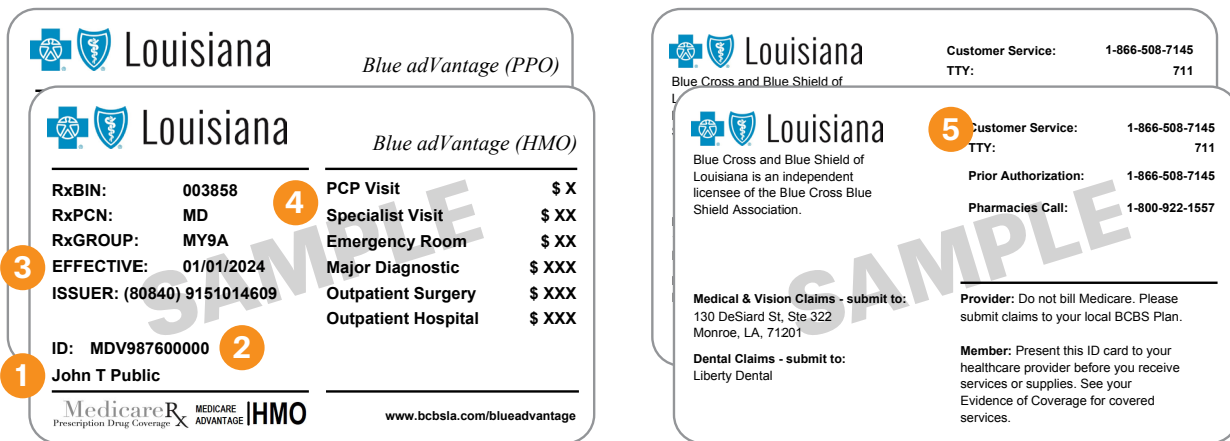 Louisiana
Blue adVantage (PPO)
Louisiana
Blue adVantage (HMO)
RxBIN: 003858
RxPCN: MD
RxGROUP: MY9A
3
EFFECTIVE: 01/01/2024
ISSUER: (80840) 9151014609
4
PCP Visit $ X
Specialist Visit $ XX
Emergency Room $ XX
Major Diagnostic $ XXX
Outpatient Surgery $ XXX
Outpatient Hospital $ XXX
SAMPLE
ID: MDV987600000 2
1
John T Public
MedicareRx
Prescription Drug Coverage
MEDICARE
ADVANTAGE
HMO
www.bcbsla.com/blueadvantage
Louisiana
Blue Cross and Blue Shield of
Customer Service: 1-866-508-7145
TTY: 711
Louisiana
Blue Cross and Blue Shield of
Louisiana is an independent
licensee of the Blue Cross Blue
Shield Association.
5
Customer Service: 1-866-508-7145
TTY: 711
Prior Authorization: 1-866-508-7145
Pharmacies Call: 1-800-922-1557
SAMPLE
Medical & Vision Claims - submit to:
130 DeSiard St, Ste 322
Monroe, LA, 71201
Dental Claims - submit to:
Liberty Dental
Provider: Do not bill Medicare. Please
submit claims to your local BCBS Plan.
Member: Present this ID card to your
healthcare provider before you receive
services or supplies. See your
Evidence of Coverage for covered
services.